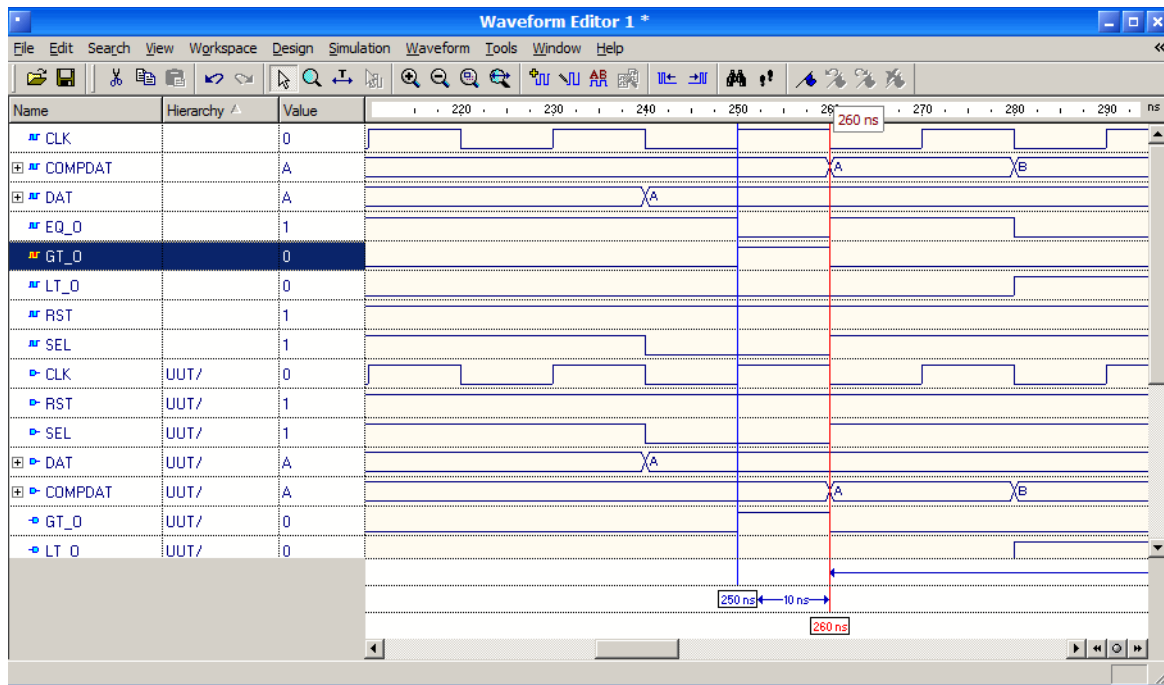 Waveform Editor 1 *
File Edit Search View Workspace Design Simulation Waveform Tools Window Help
Name Hierarchy Value 220 230 240 250 260 270 280 290 ns
260 ns
CLK 0
COMPDAT A A B
DAT A A
EQ_O 1
GT_O 0
LT_O 0
RST 1
SEL 1
CLK UUT/ 0
RST UUT/ 1
SEL UUT/ 1
DAT UUT/ A A
COMPDAT UUT/ A A B
GT_O UUT/ 0
LT_O UUT/ 0
250 ns 10 ns
260 ns